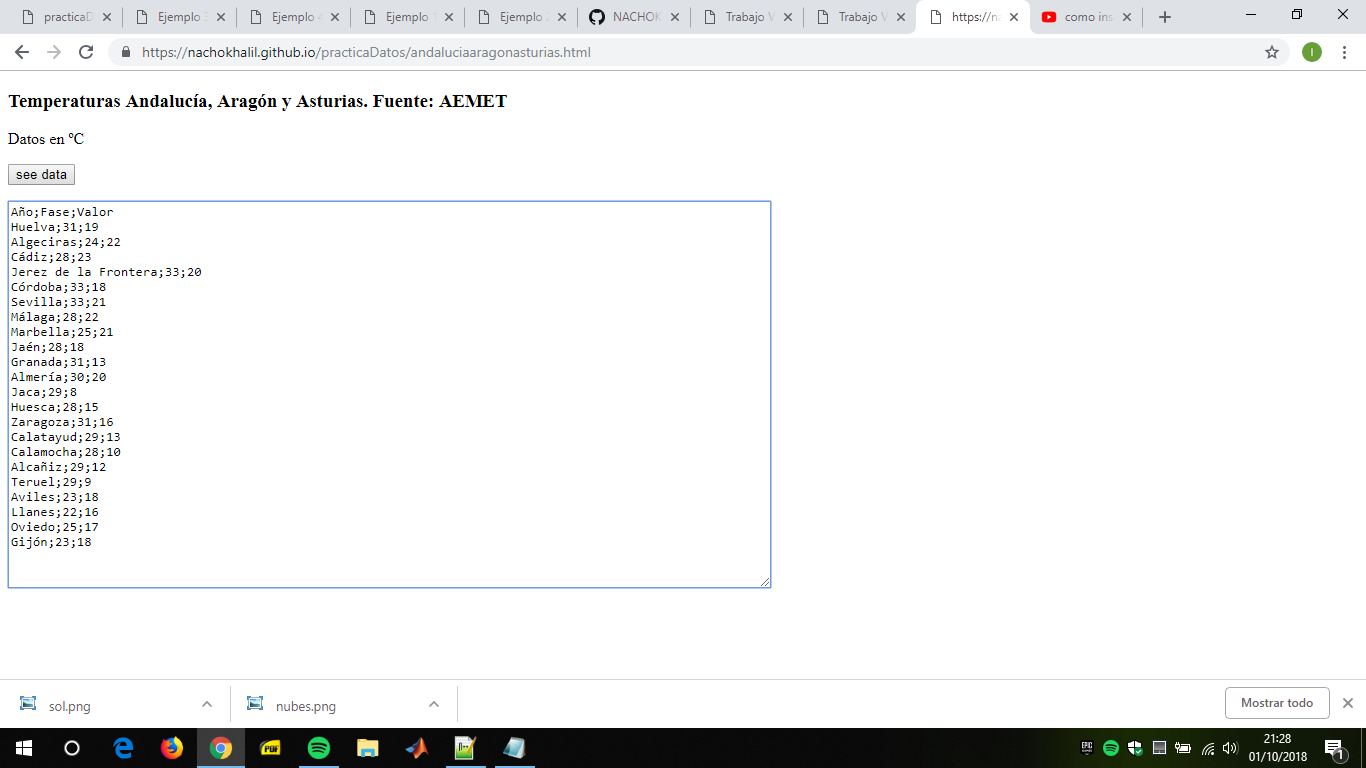 practicaD
Ejemplo
Ejemplo
Ejemplo
Ejemplo
NACHOK
Trabajo V
Trabajo V
https://n
como ins
https://nachokhalil.github.io/practicaDatos/andaluciaaragonasturias.html
I
Temperaturas Andalucía, Aragón y Asturias. Fuente: AEMET
Datos en ºC
see data
Año;Fase;Valor
Huelva;31;19
Algeciras;24;22
Cádiz;28;23
Jerez de la Frontera;33;20
Córdoba;33;18
Sevilla;33;21
Málaga;28;22
Marbella;25;21
Jaén;28;18
Granada;31;13
Almería;30;20
Jaca;29;8
Huesca;28;15
Zaragoza;31;16
Calatayud;29;13
Calamocha;28;10
Alcañiz;29;12
Teruel;29;9
Aviles;23;18
Llanes;22;16
Oviedo;25;17
Gijón;23;18
sol.png
nubes.png
Mostrar todo
PDF
EPIC
21:28
01/10/2018
1